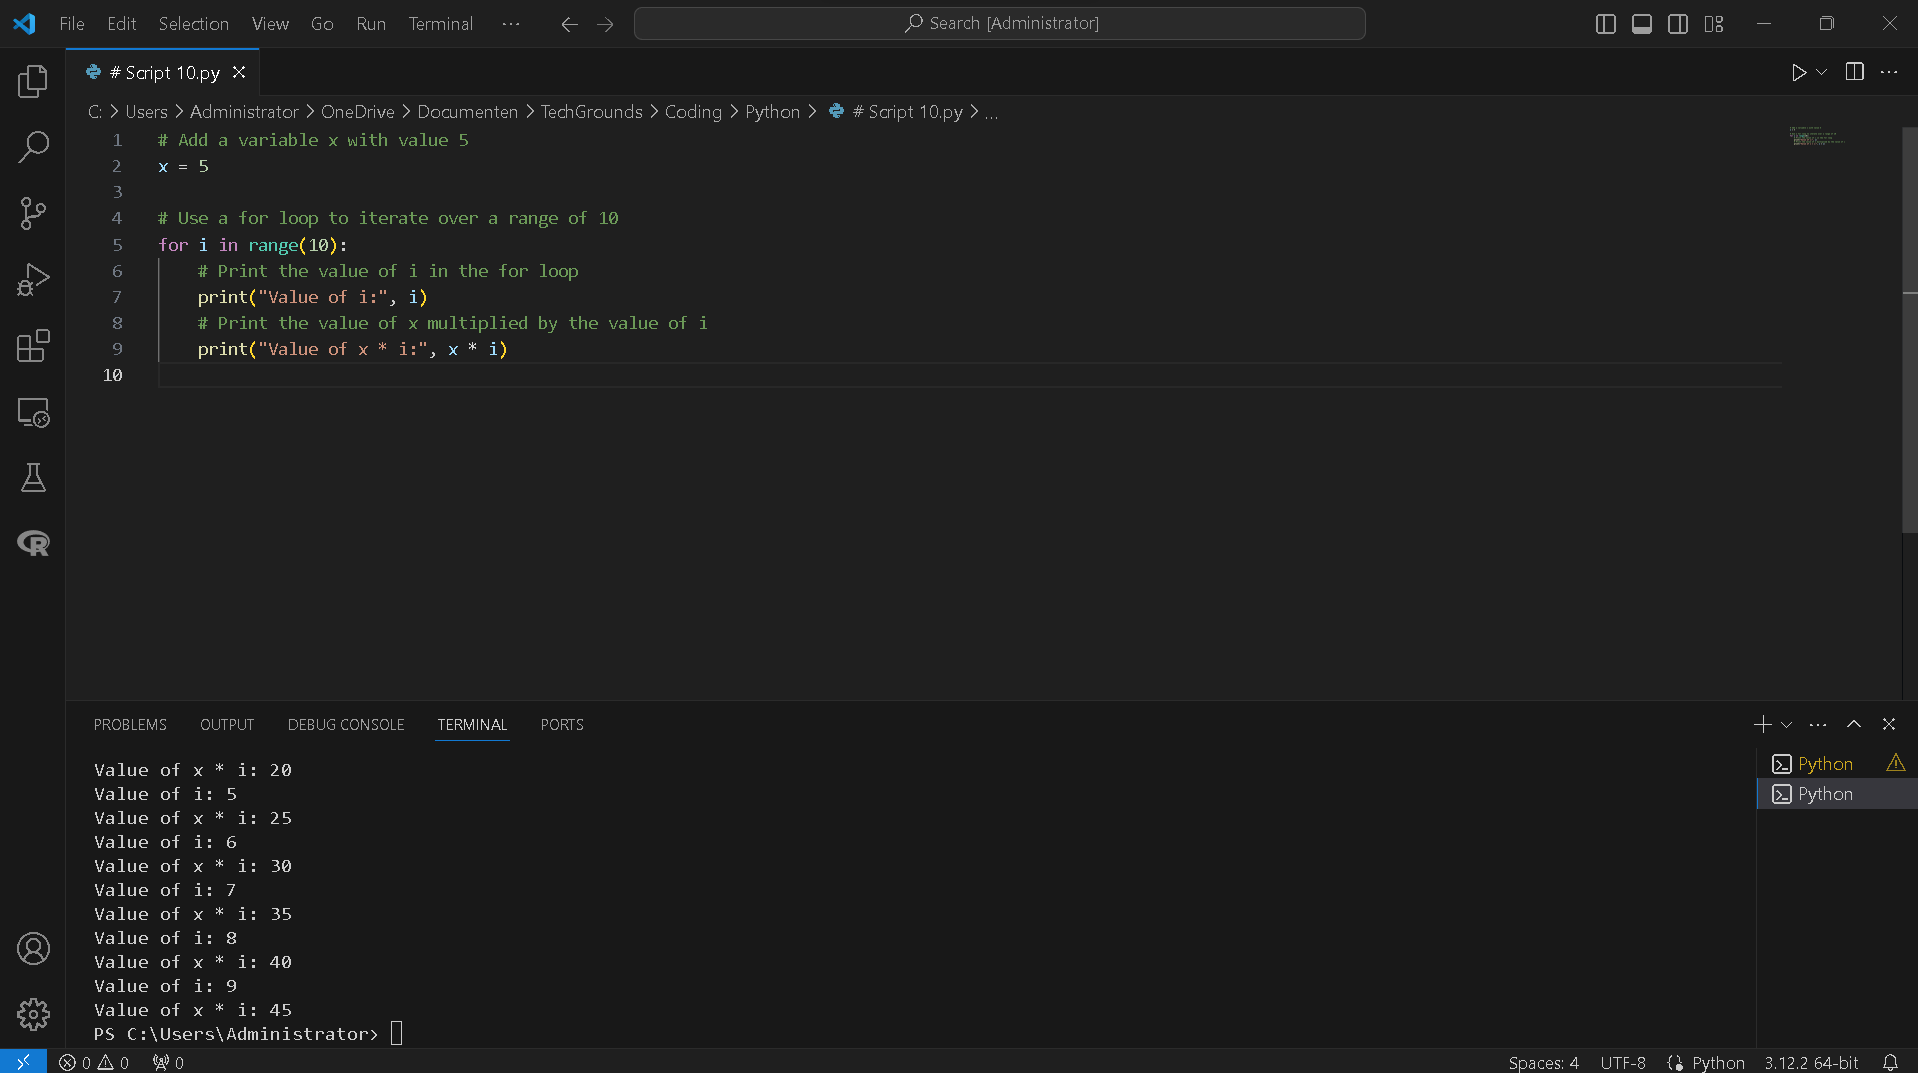 File Edit Selection View Go Run Terminal ··· Search [Administrator]
# Script 10.py
C: > Users > Administrator > OneDrive > Documenten > TechGrounds > Coding > Python > # Script 10.py > ...
1 # Add a variable x with value 5
2 x = 5
3
4 # Use a for loop to iterate over a range of 10
5 for i in range(10):
6 # Print the value of i in the for loop
7 print("Value of i:", i)
8 # Print the value of x multiplied by the value of i
9 print("Value of x * i:", x * i)
10
PROBLEMS OUTPUT DEBUG CONSOLE TERMINAL PORTS
Value of x * i: 20
Value of i: 5
Value of x * i: 25
Value of i: 6
Value of x * i: 30
Value of i: 7
Value of x * i: 35
Value of i: 8
Value of x * i: 40
Value of i: 9
Value of x * i: 45
PS C:\Users\Administrator>
Python
Python
0 0 0 Spaces: 4 UTF-8 Python 3.12.2 64-bit